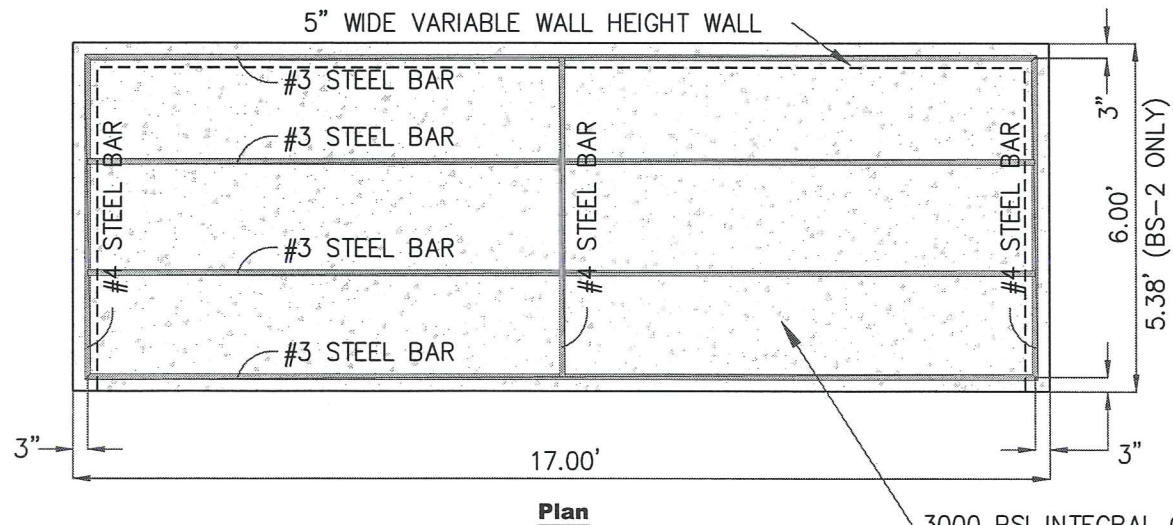 5" WIDE VARIABLE WALL HEIGHT WALL
#3 STEEL BAR
#3 STEEL BAR
#3 STEEL BAR
#3 STEEL BAR
#4 STEEL BAR
#4 STEEL BAR
#4 STEEL BAR
3"
6.00'
5.38' (BS-2 ONLY)
3"
17.00'
3"
Plan
3000 PSI INTEGRAL